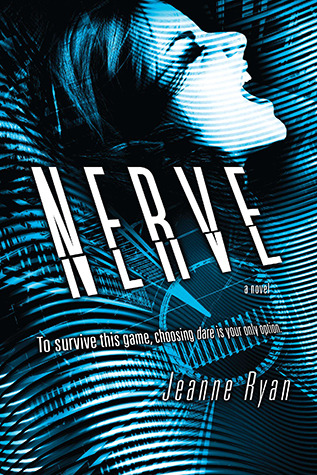 NERVE
a novel
To survive this game, choosing dare is your only option.
Jeanne Ryan